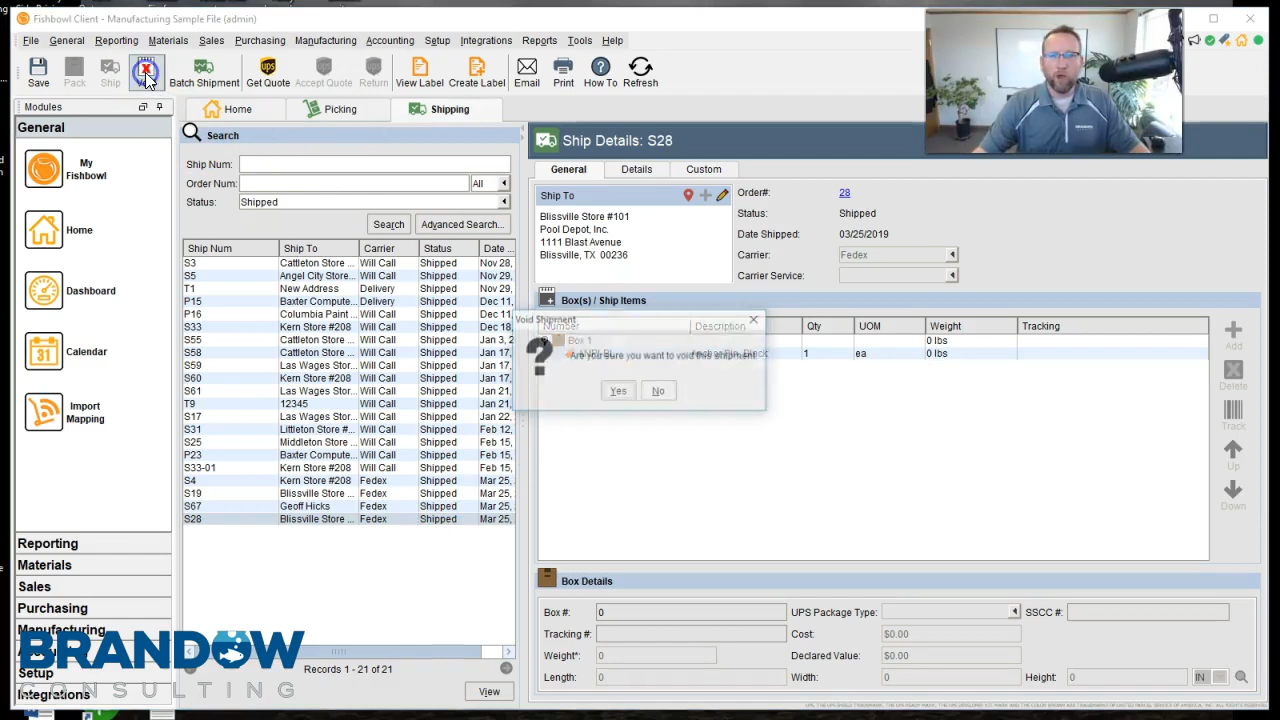 Fishbowl Client - Manufacturing Sample File (admin)
File General Reporting Materials Sales Purchasing Manufacturing Accounting Setup Integrations Reports Tools Help
Save Pack Ship Batch Shipment Get Quote Accept Quote Return View Label Create Label Email Print How To Refresh
Modules
Home Picking Shipping
General
My Fishbowl
Home
Dashboard
Calendar
Import Mapping
Reporting
Materials
Sales
Purchasing
Manufacturing
Setup
Integrations
BRANDOW
CONSULTING
Search
Ship Num:
Order Num: All
Status: Shipped
Search Advanced Search...
Ship Num Ship To Carrier Status Date ...
S3 Cattleton Store ... Will Call Shipped Nov 28,
S5 Angel City Store... Will Call Shipped Nov 29,
T1 New Address Delivery Shipped Nov 29,
P15 Baxter Compute... Delivery Shipped Dec 11,
P16 Columbia Paint ... Will Call Shipped Dec 11,
S33 Kern Store #208 Will Call Shipped Dec 18,
S55 Cattleton Store ... Will Call Shipped Jan 3, 2
S58 Cattleton Store ... Will Call Shipped Jan 17,
S59 Las Wages Stor... Will Call Shipped Jan 17,
S60 Kern Store #208 Will Call Shipped Jan 17,
S61 Las Wages Stor... Will Call Shipped Jan 21,
T9 12345 Will Call Shipped Jan 21,
S17 Las Wages Stor... Will Call Shipped Jan 22,
S31 Littleton Store #... Will Call Shipped Feb 12,
S25 Middleton Store ... Will Call Shipped Feb 15,
P23 Baxter Compute... Will Call Shipped Feb 15,
S33-01 Kern Store #208 Will Call Shipped Feb 15,
S4 Kern Store #208 Fedex Shipped Mar 25,
S19 Blissville Store ... Fedex Shipped Mar 25,
S67 Geoff Hicks Fedex Shipped Mar 25,
S28 Blissville Store ... Fedex Shipped Mar 25,
Records 1 - 21 of 21
View
Ship Details: S28
General Details Custom
Ship To
Blissville Store #101
Pool Depot, Inc.
1111 Blast Avenue
Blissville, TX 00236
Order#: 28
Status: Shipped
Date Shipped: 03/25/2019
Carrier: Fedex
Carrier Service:
Box(s) / Ship Items
Number Description Qty UOM Weight Tracking
Box 1 0 lbs
1 ea 0 lbs
Void Shipment
Are you sure you want to void this shipment?
Yes No
Add
Delete
Track
Up
Down
Box Details
Box #: 0 UPS Package Type: SSCC #:
Tracking #: Cost: $0.00
Weight*: 0 Declared Value: $0.00
Length: 0 Width: 0 Height: 0 IN